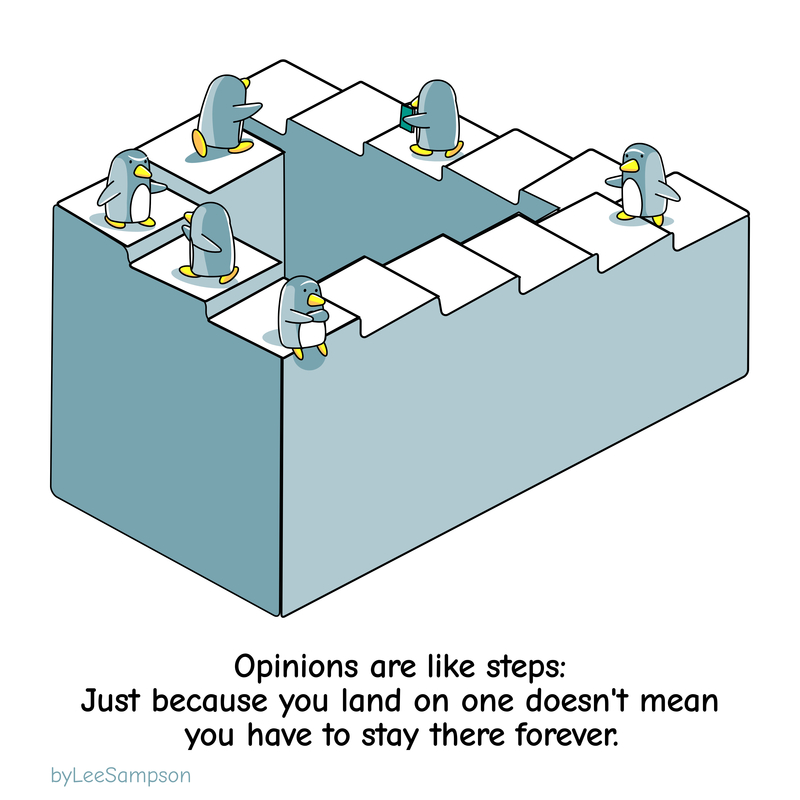 Opinions are like steps:
Just because you land on one doesn't mean
you have to stay there forever.
byLeeSampson